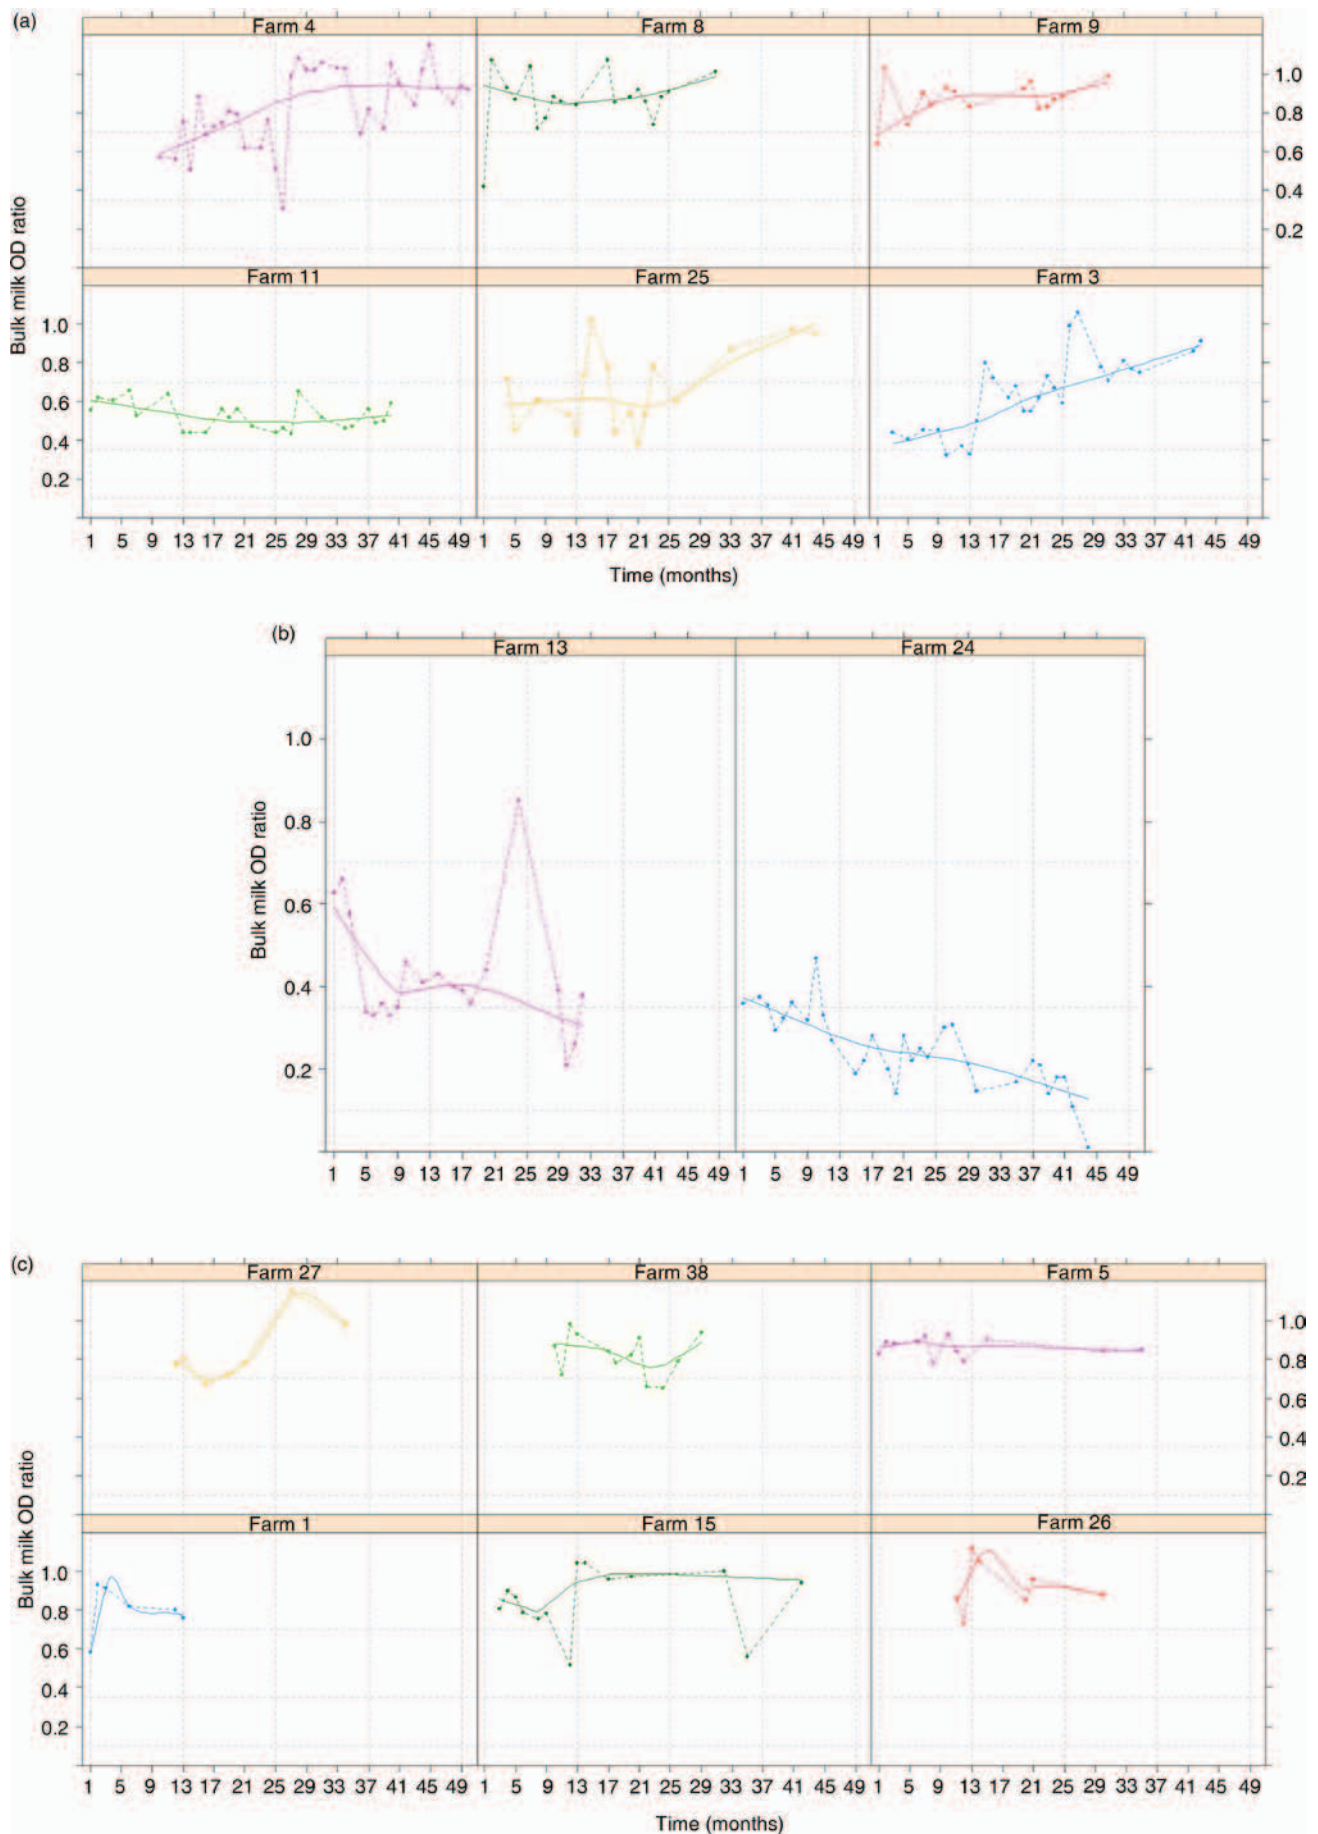 (a)
Farm 4 Farm 8 Farm 9
1.0
0.8
0.6
0.4
0.2
Farm 11 Farm 25 Farm 3
1.0
0.8
0.6
0.4
0.2
Bulk milk OD ratio
1 5 9 13 17 21 25 29 33 37 41 45 49 1 5 9 13 17 21 25 29 33 37 41 45 49 1 5 9 13 17 21 25 29 33 37 41 45 49
Time (months)
(b)
Farm 13 Farm 24
1.0
0.8
0.6
0.4
0.2
Bulk milk OD ratio
1 5 9 13 17 21 25 29 33 37 41 45 49 1 5 9 13 17 21 25 29 33 37 41 45 49
(c)
Farm 27 Farm 38 Farm 5
1.0
0.8
0.6
0.4
0.2
Farm 1 Farm 15 Farm 26
1.0
0.8
0.6
0.4
0.2
Bulk milk OD ratio
1 5 9 13 17 21 25 29 33 37 41 45 49 1 5 9 13 17 21 25 29 33 37 41 45 49 1 5 9 13 17 21 25 29 33 37 41 45 49
Time (months)